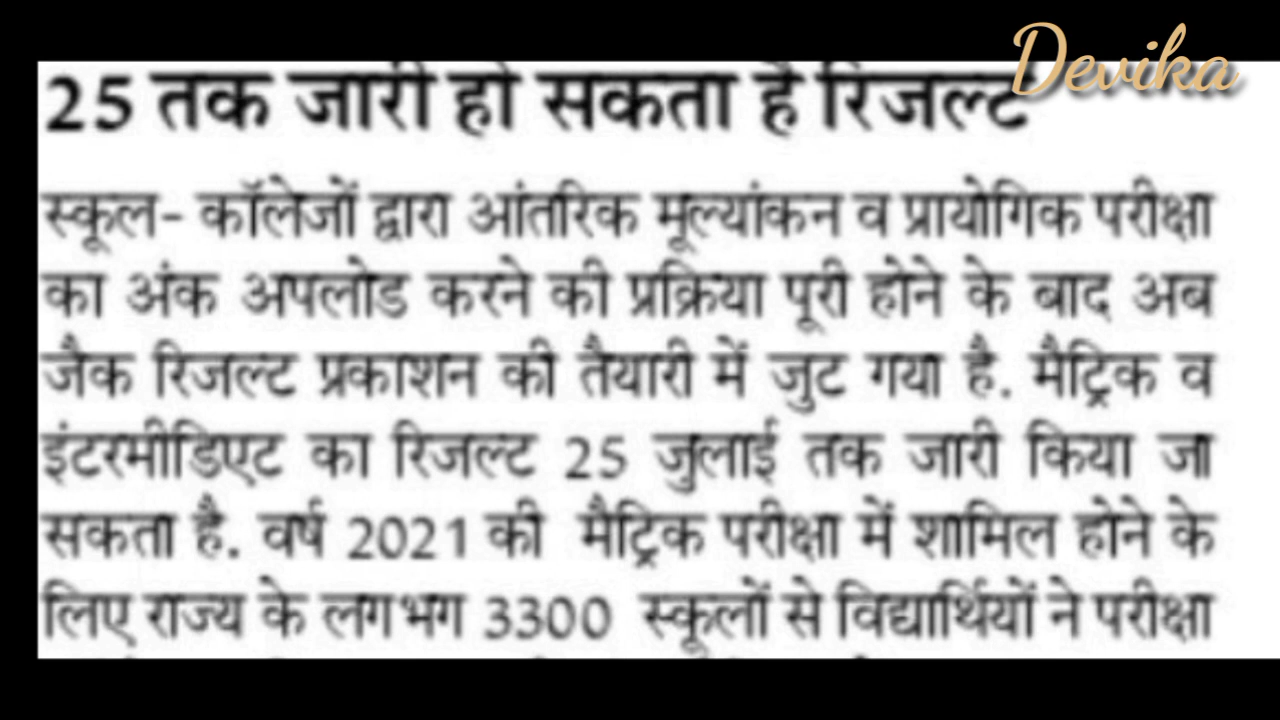 Devika
25 तक जारी हो सकता है रिजल्ट
स्कूल- कॉलेजों द्वारा आंतरिक मूल्यांकन व प्रायोगिक परीक्षा
का अंक अपलोड करने की प्रक्रिया पूरी होने के बाद अब
जैक रिजल्ट प्रकाशन की तैयारी में जुट गया है. मैट्रिक व
इंटरमीडिएट का रिजल्ट 25 जुलाई तक जारी किया जा
सकता है. वर्ष 2021 की मैट्रिक परीक्षा में शामिल होने के
लिए राज्य के लगभग 3300 स्कूलों से विद्यार्थियों ने परीक्षा